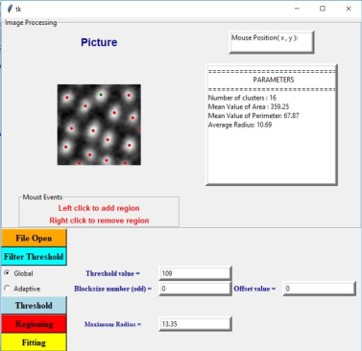 tk
Image Processing
Picture
Mouse Position( x , y ):
PARAMETERS
Number of clusters : 16
Mean Value of Area : 359.25
Mean Value of Perimeter: 67.87
Average Radius: 10.69
Moust Events
Left click to add region
Right click to remove region
File Open
Filter Threshold
Global
Threshold value =
109
Adaptive
Blocksize number (odd) =
0
Offset value =
0
Threshold
Regioning
Maximum Radius =
13.35
Fitting